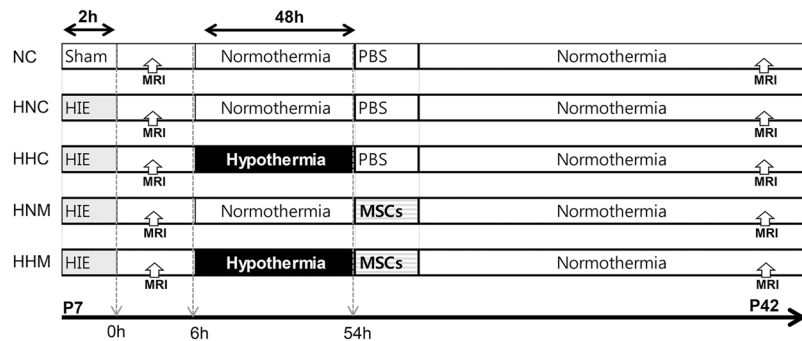 2h 48h
NC Sham Normothermia PBS Normothermia
MRI MRI
HNC HIE Normothermia PBS Normothermia
MRI MRI
HHC HIE Hypothermia PBS Normothermia
MRI MRI
HNM HIE Normothermia MSCs Normothermia
MRI MRI
HHM HIE Hypothermia MSCs Normothermia
MRI MRI
P7 P42
0h 6h 54h